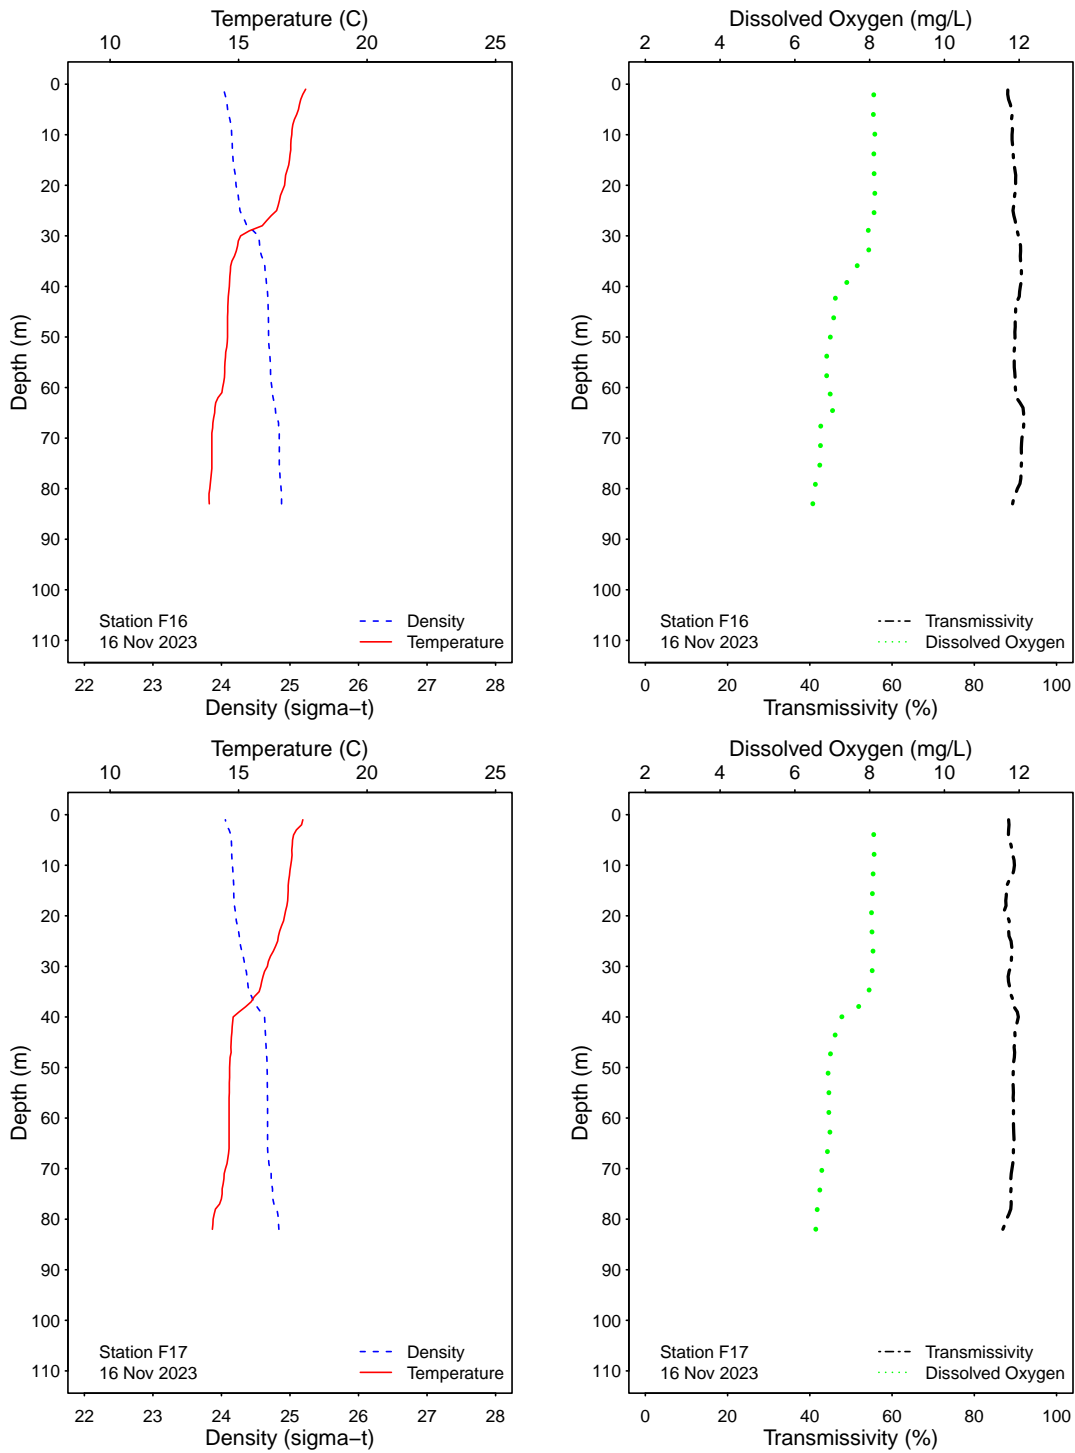 Temperature (C)
10 15 20 25
0
10
20
30
40
50
60
70
80
90
100
110
Depth (m)
Station F16
16 Nov 2023
Density
Temperature
22 23 24 25 26 27 28
Density (sigma−t)
Dissolved Oxygen (mg/L)
2 4 6 8 10 12
0
10
20
30
40
50
60
70
80
90
100
110
Depth (m)
Station F16
16 Nov 2023
Transmissivity
Dissolved Oxygen
0 20 40 60 80 100
Transmissivity (%)
Temperature (C)
10 15 20 25
0
10
20
30
40
50
60
70
80
90
100
110
Depth (m)
Station F17
16 Nov 2023
Density
Temperature
22 23 24 25 26 27 28
Density (sigma−t)
Dissolved Oxygen (mg/L)
2 4 6 8 10 12
0
10
20
30
40
50
60
70
80
90
100
110
Depth (m)
Station F17
16 Nov 2023
Transmissivity
Dissolved Oxygen
0 20 40 60 80 100
Transmissivity (%)